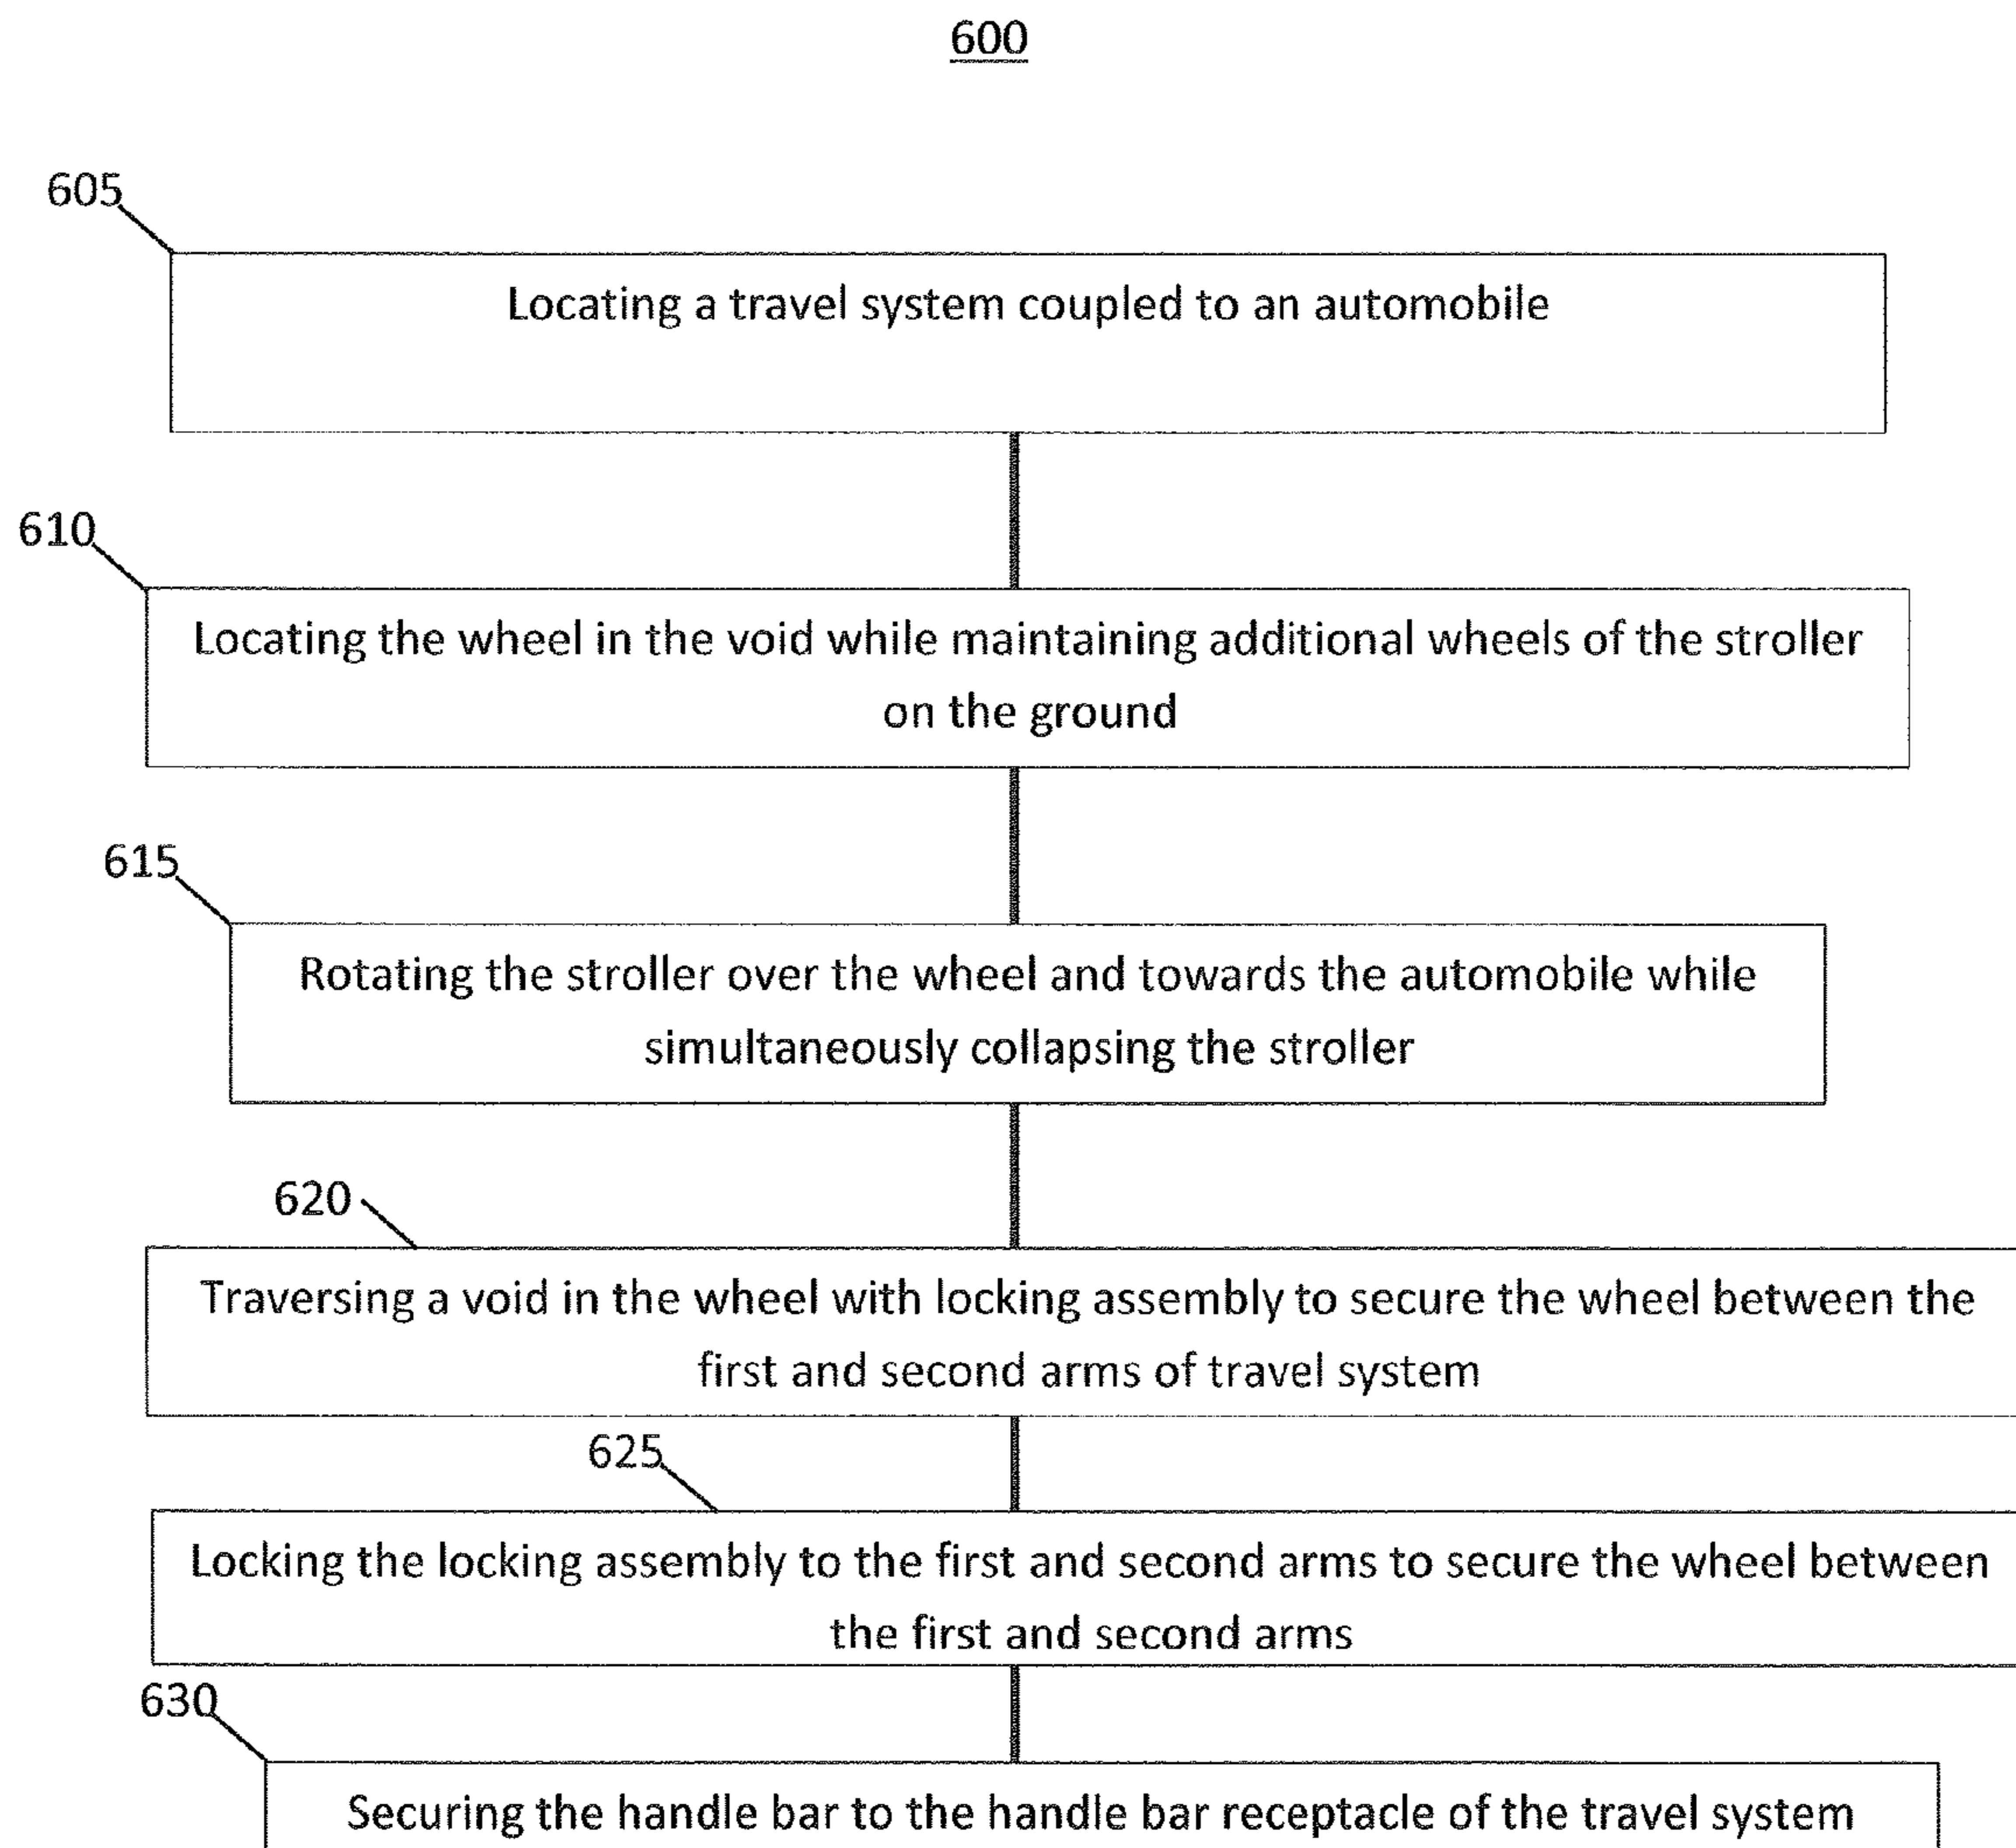 600
605
Locating a travel system coupled to an automobile
610
Locating the wheel in the void while maintaining additional wheels of the stroller
on the ground
615
Rotating the stroller over the wheel and towards the automobile while
simultaneously collapsing the stroller
620
Traversing a void in the wheel with locking assembly to secure the wheel between the
first and second arms of travel system
625
Locking the locking assembly to the first and second arms to secure the wheel between
the first and second arms
630
Securing the handle bar to the handle bar receptacle of the travel system